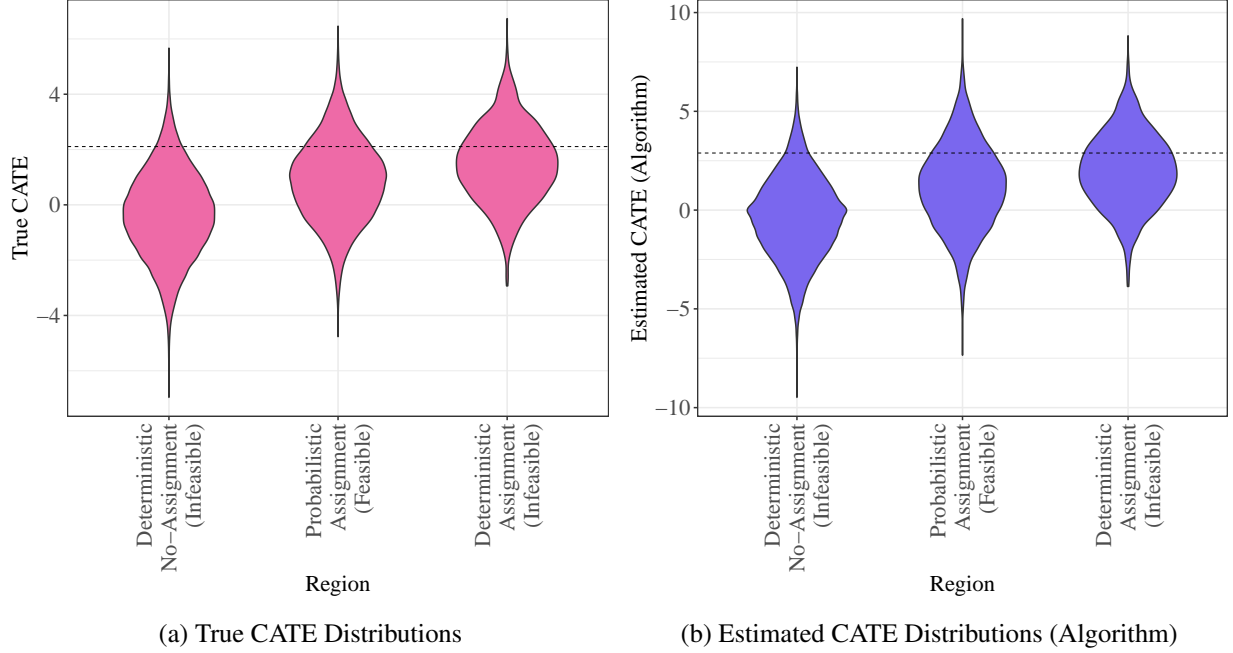 True CATE
4
0
−4
Deterministic
No−Assignment
(Infeasible)
Probabilistic
Assignment
(Feasible)
Deterministic
Assignment
(Infeasible)
Region
(a) True CATE Distributions
Estimated CATE (Algorithm)
10
5
0
−5
−10
Deterministic
No−Assignment
(Infeasible)
Probabilistic
Assignment
(Feasible)
Deterministic
Assignment
(Infeasible)
Region
(b) Estimated CATE Distributions (Algorithm)